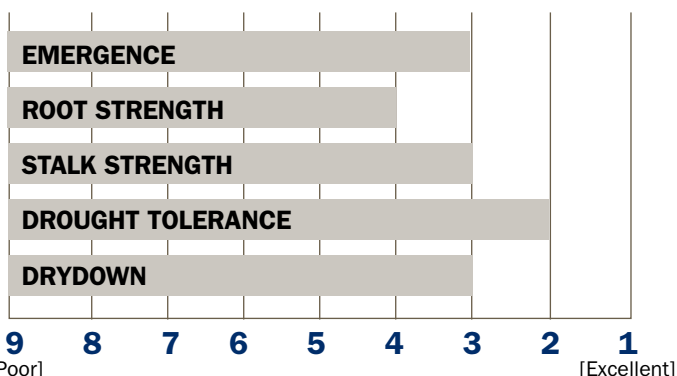 EMERGENCE
ROOT STRENGTH
STALK STRENGTH
DROUGHT TOLERANCE
DRYDOWN
9 8 7 6 5 4 3 2 1
Poor] [Excellent]